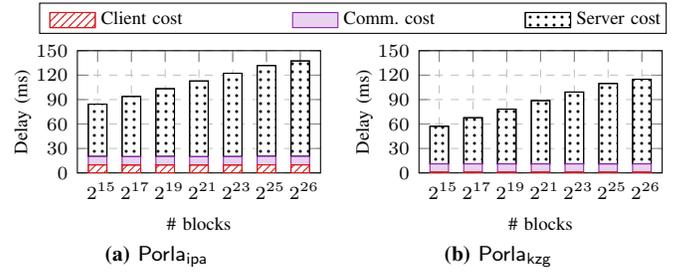 Client cost Comm. cost Server cost
150
120
90
60
30
0
Delay (ms)
2^15 2^17 2^19 2^21 2^23 2^25 2^26
# blocks
(a) Porla_ipa
150
120
90
60
30
0
Delay (ms)
2^15 2^17 2^19 2^21 2^23 2^25 2^26
# blocks
(b) Porla_kzg